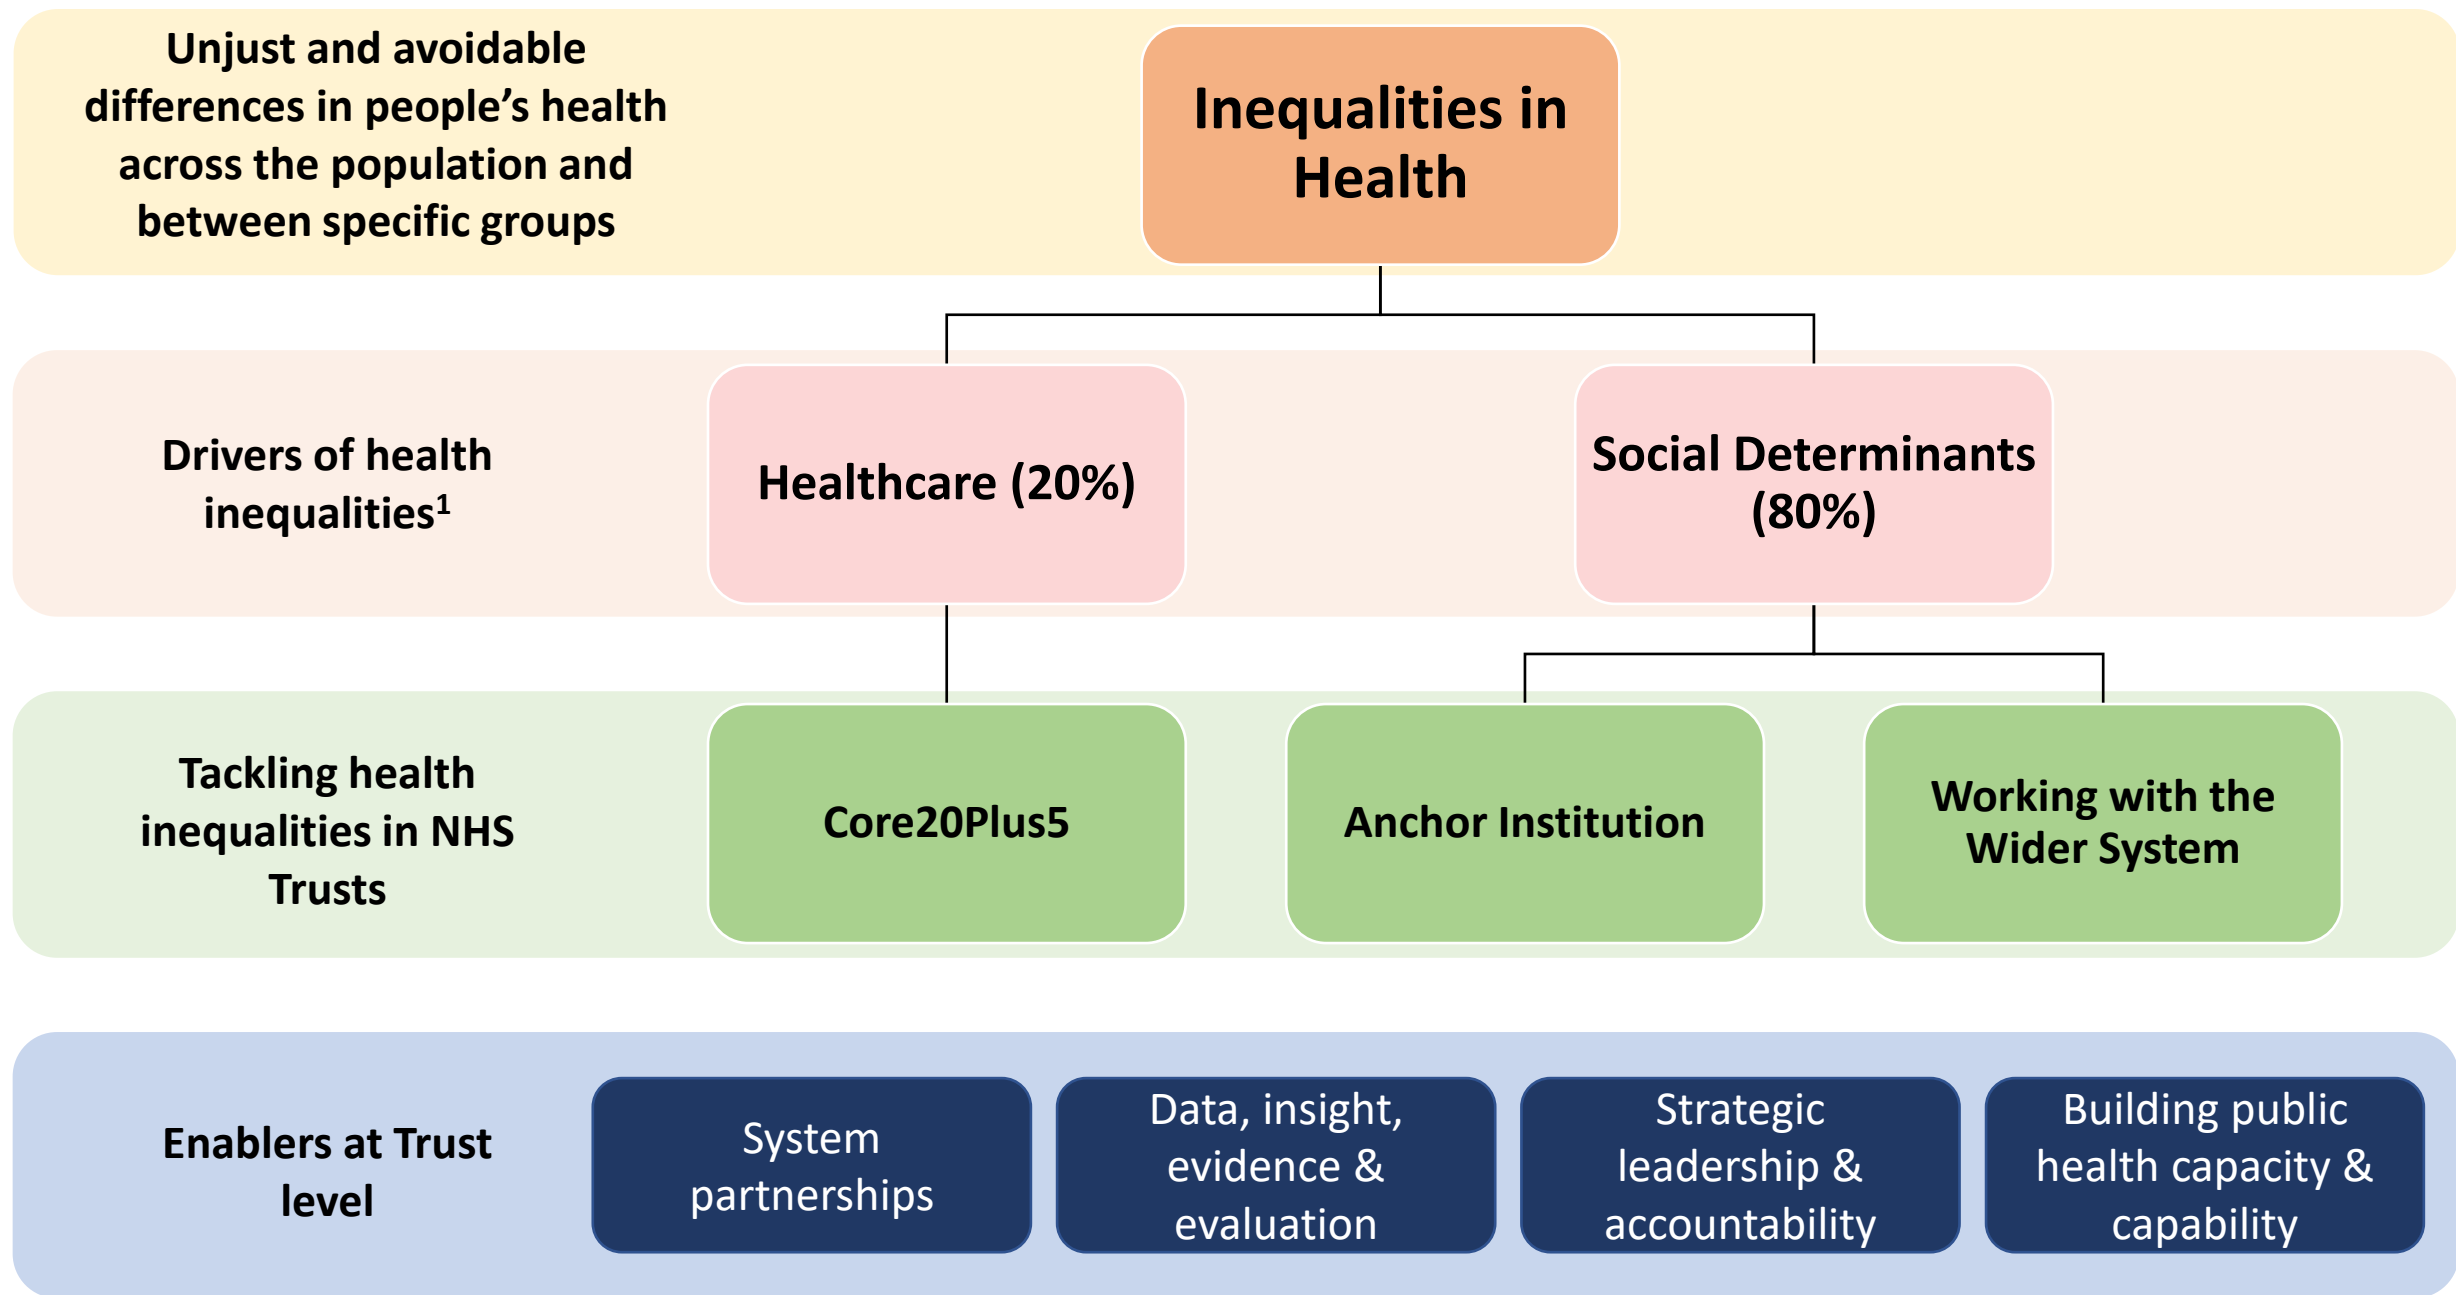 Unjust and avoidable
differences in people’s health
across the population and
between specific groups
Inequalities in
Health
Drivers of health
inequalities¹
Healthcare (20%)
Social Determinants
(80%)
Tackling health
inequalities in NHS
Trusts
Core20Plus5
Anchor Institution
Working with the
Wider System
Enablers at Trust
level
System
partnerships
Data, insight,
evidence &
evaluation
Strategic
leadership &
accountability
Building public
health capacity &
capability